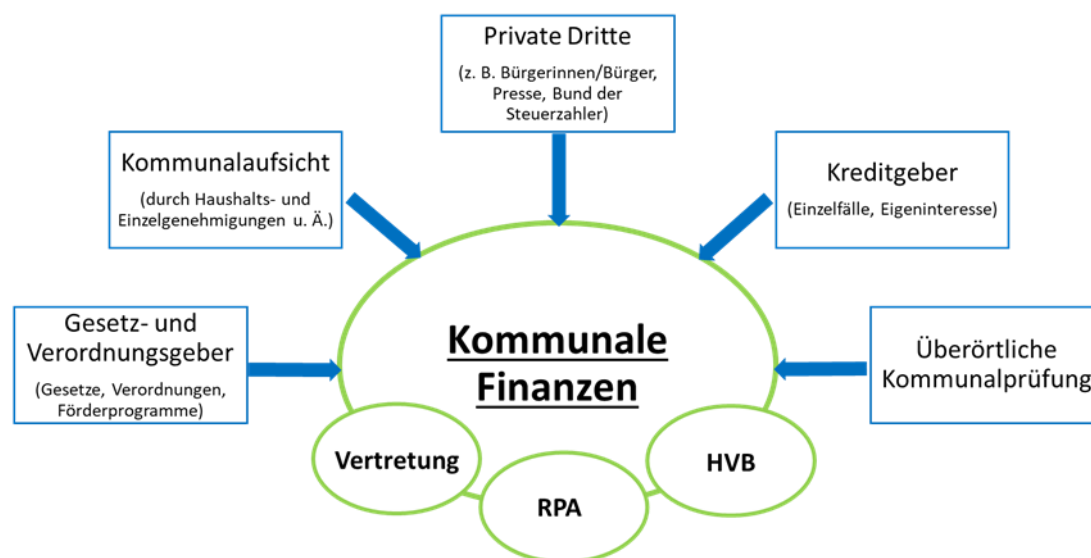 Private Dritte
(z. B. Bürgerinnen/Bürger,
Presse, Bund der
Steuerzahler)
Kommunalaufsicht
(durch Haushalts- und
Einzelgenehmigungen u. Ä.)
Kreditgeber
(Einzelfälle, Eigeninteresse)
Gesetz- und
Verordnungsgeber
(Gesetze, Verordnungen,
Förderprogramme)
Kommunale
Finanzen
Überörtliche
Kommunalprüfung
Vertretung
RPA
HVB